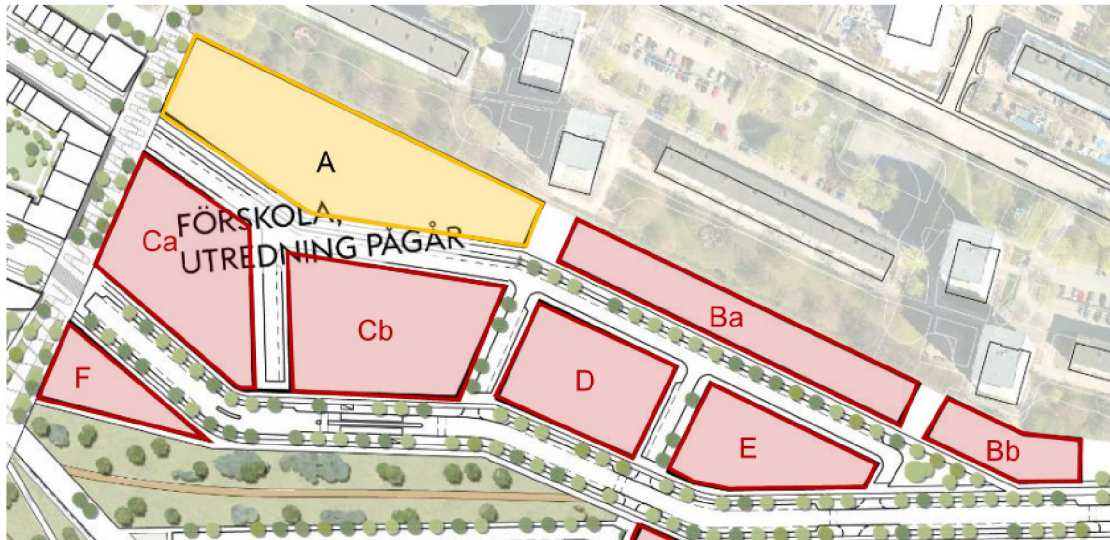 A
FÖRSKOLA,
UTREDNING PÅGÅR
Ca
Cb
Ba
F
D
E
Bb